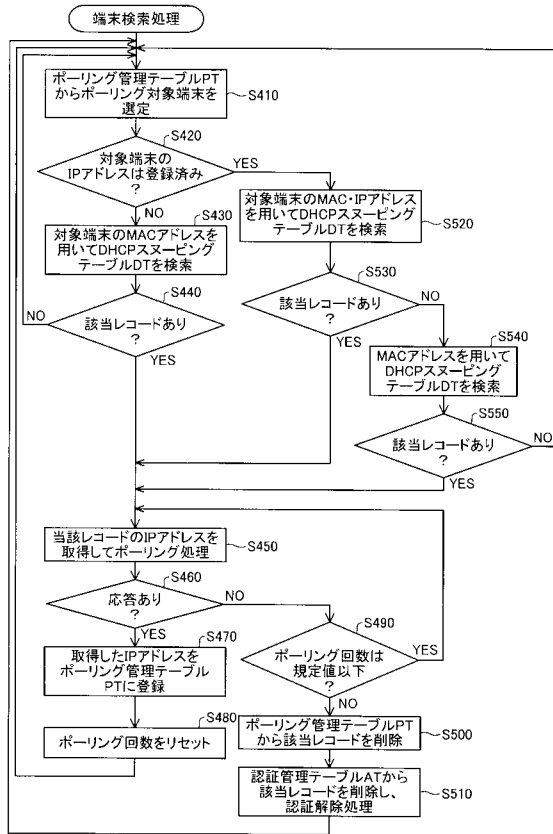 端末検索処理
ポーリング管理テーブルPT
からポーリング対象端末を
選定
S410
S420
対象端末の
IPアドレスは登録済み
?
YES
NO
S430
対象端末のMACアドレスを
用いてDHCPスヌーピング
テーブルDTを検索
対象端末のMAC・IPアドレス
を用いてDHCPスヌーピング
テーブルDTを検索
S520
S440
該当レコードあり
?
NO
YES
S530
該当レコードあり
?
NO
YES
S540
MACアドレスを用いて
DHCPスヌーピング
テーブルDTを検索
S550
該当レコードあり
?
NO
YES
当該レコードのIPアドレスを
取得してポーリング処理
S450
S460
応答あり
?
NO
YES
S470
取得したIPアドレスを
ポーリング管理テーブル
PTに登録
S480
ポーリング回数をリセット
S490
ポーリング回数は
規定値以下
?
YES
NO
ポーリング管理テーブルPT
から該当レコードを削除
S500
認証管理テーブルATから
該当レコードを削除し、
認証解除処理
S510